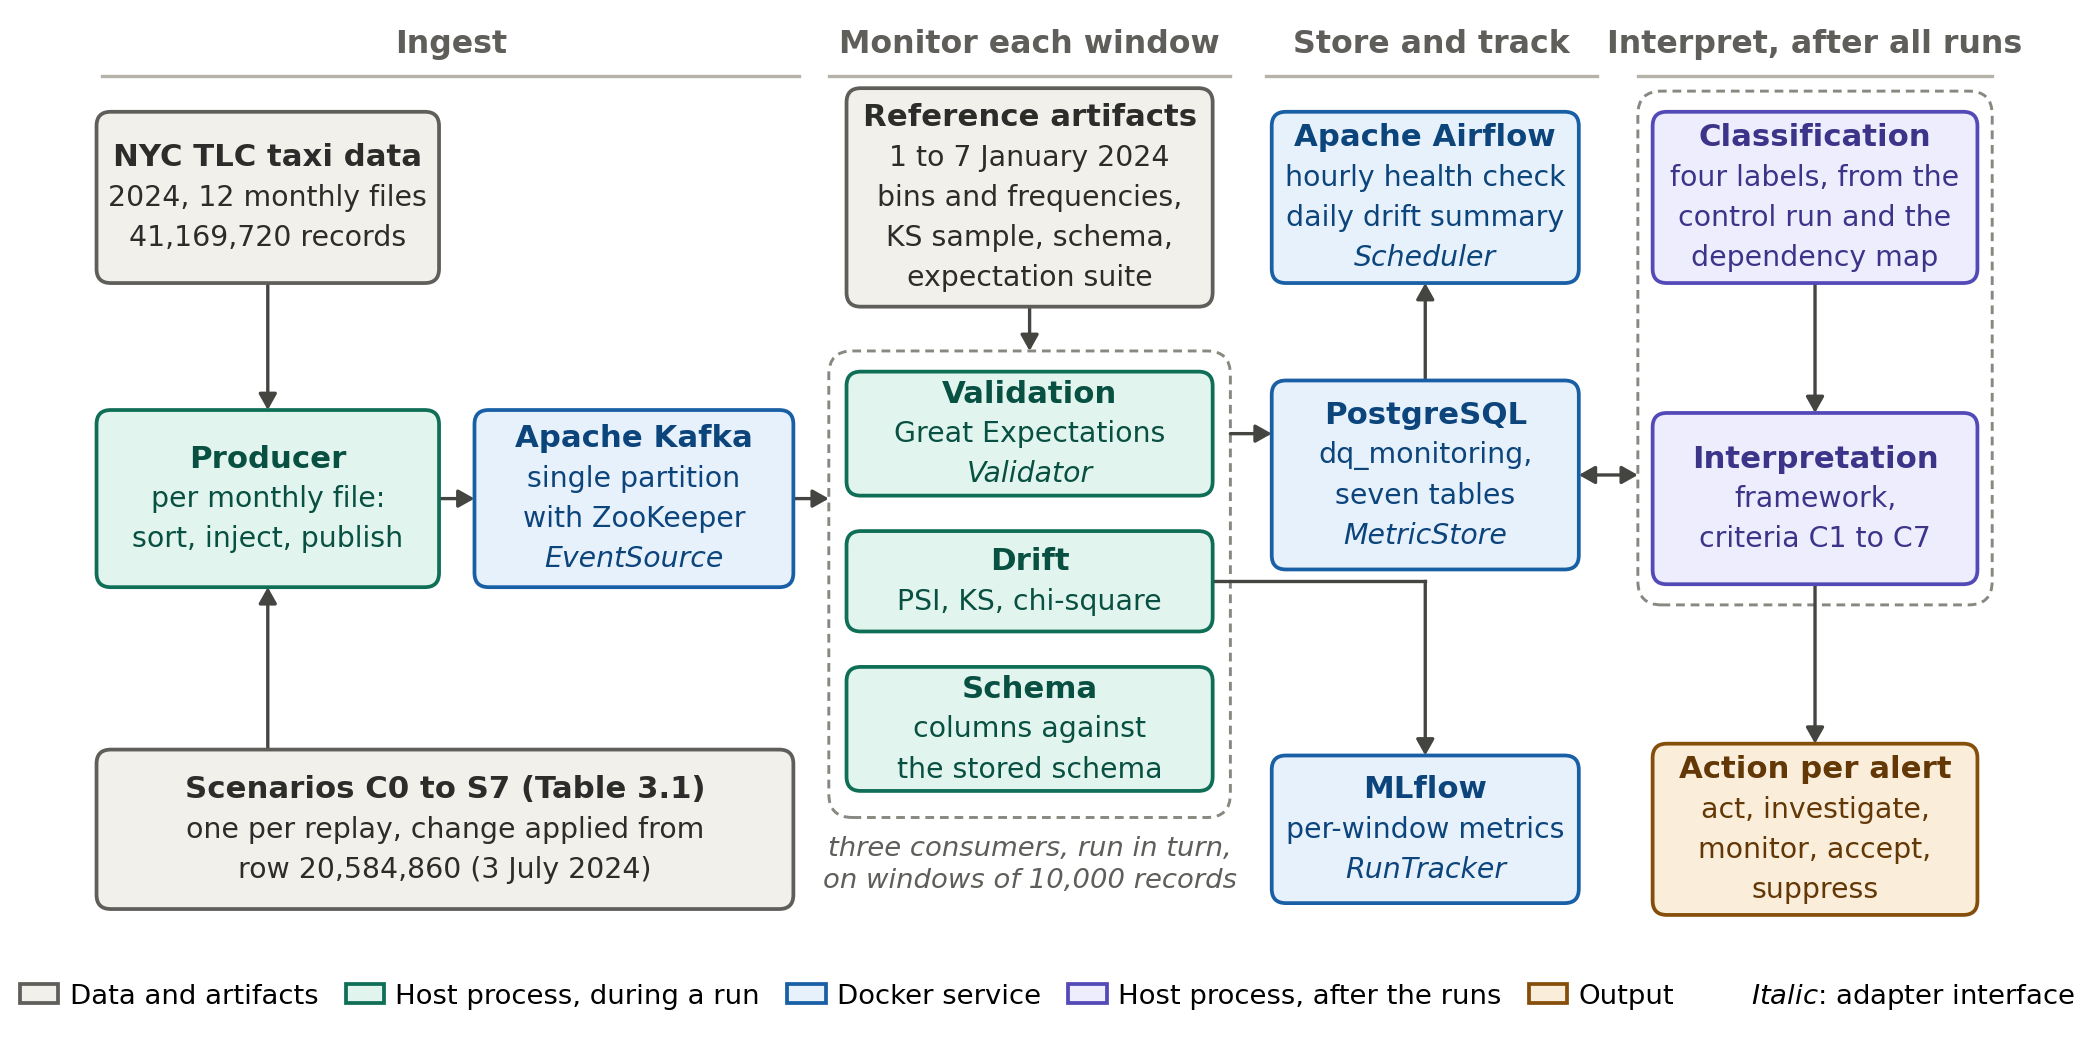 Ingest
Monitor each window
Store and track
Interpret, after all runs
NYC TLC taxi data
2024, 12 monthly files
41,169,720 records
Reference artifacts
1 to 7 January 2024
bins and frequencies,
KS sample, schema,
expectation suite
Apache Airflow
hourly health check
daily drift summary
Scheduler
Classification
four labels, from the
control run and the
dependency map
Producer
per monthly file:
sort, inject, publish
Apache Kafka
single partition
with ZooKeeper
EventSource
Validation
Great Expectations
Validator
Drift
PSI, KS, chi-square
Schema
columns against
the stored schema
three consumers, run in turn,
on windows of 10,000 records
PostgreSQL
dq_monitoring,
seven tables
MetricStore
Interpretation
framework,
criteria C1 to C7
Scenarios C0 to S7 (Table 3.1)
one per replay, change applied from
row 20,584,860 (3 July 2024)
MLflow
per-window metrics
RunTracker
Action per alert
act, investigate,
monitor, accept,
suppress
Data and artifacts
Host process, during a run
Docker service
Host process, after the runs
Output
Italic: adapter interface